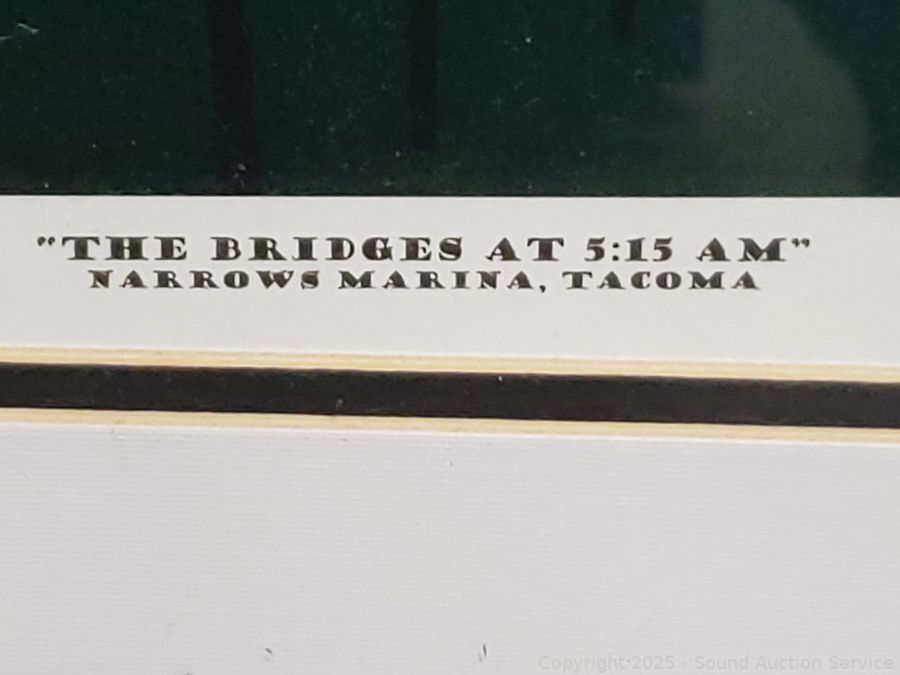 "THE BRIDGES AT 5:15 AM"
NARROWS MARINA, TACOMA
Copyright 2025 - Sound Auction Service